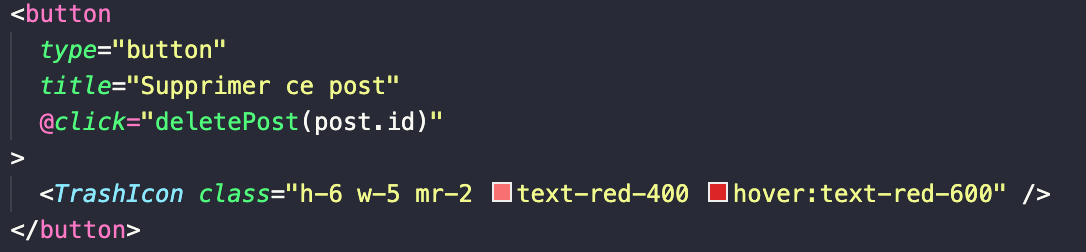 <button
type="button"
title="Supprimer ce post"
@click="deletePost(post.id)"
>
<TrashIcon class="h-6 w-5 mr-2 text-red-400 hover:text-red-600" />
</button>